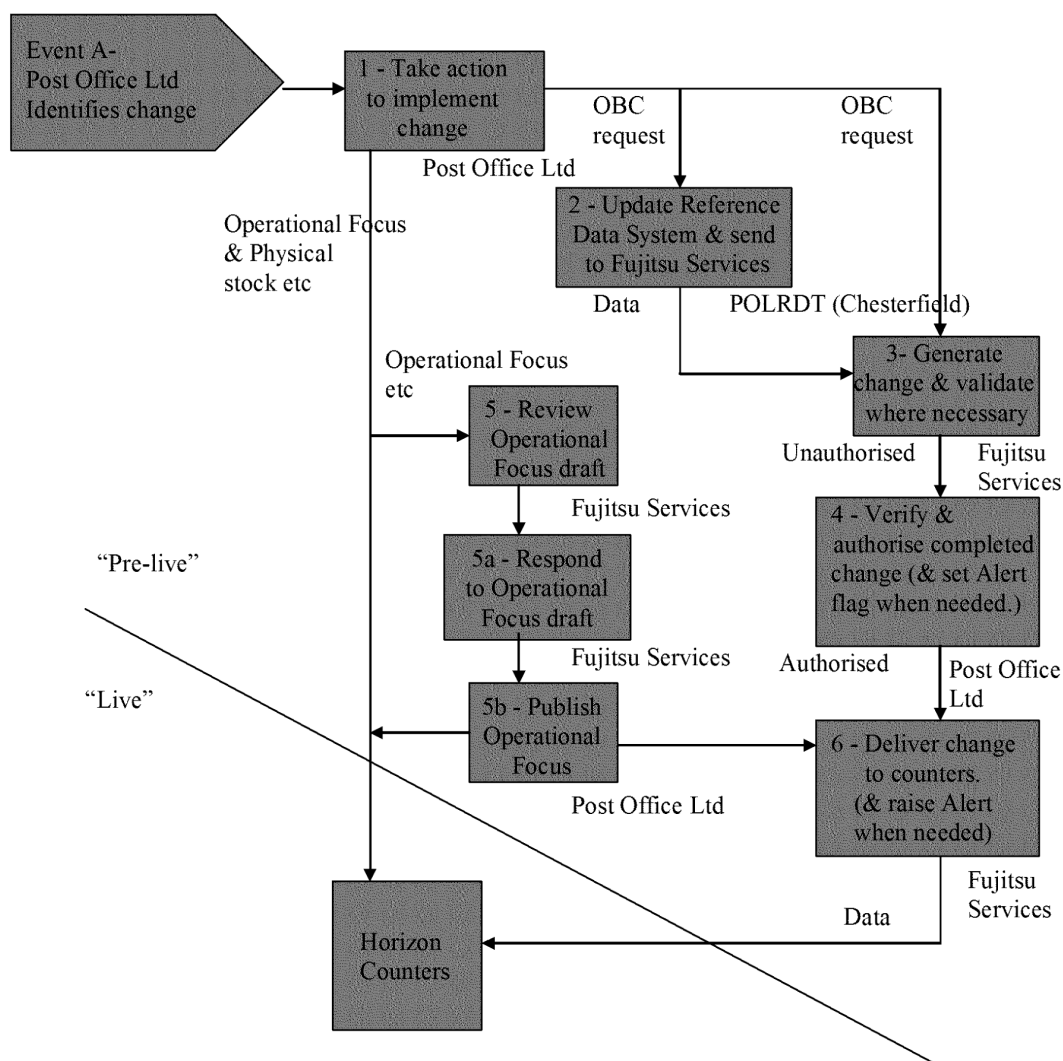 Event A-
Post Office Ltd
Identifies change
1 - Take action
to implement
change
OBC
request
OBC
request
Post Office Ltd
Operational Focus
& Physical
stock etc
2 - Update Reference
Data System & send
to Fujitsu Services
Data
POLRDT (Chesterfield)
3- Generate
change & validate
where necessary
Operational Focus
etc
5 - Review
Operational
Focus draft
Unauthorised
Fujitsu
Services
Fujitsu Services
4 - Verify &
authorise completed
change (& set Alert
flag when needed.)
5a - Respond
to Operational
Focus draft
“Pre-live”
Fujitsu Services
Authorised
Post Office
Ltd
“Live”
5b - Publish
Operational
Focus
6 - Deliver change
to counters.
(& raise Alert
when needed)
Post Office Ltd
Fujitsu
Services
Data
Horizon
Counters